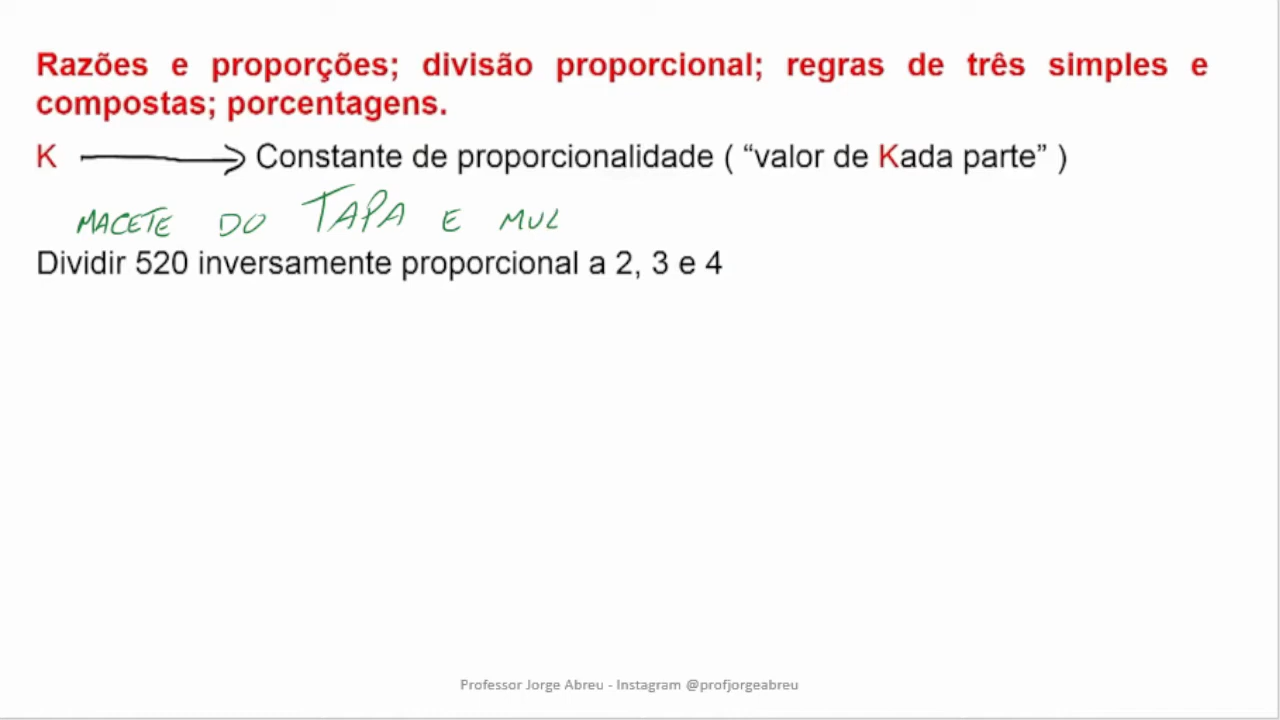 Razões e proporções; divisão proporcional; regras de três simples e
compostas; porcentagens.
K Constante de proporcionalidade ( “valor de Kada parte” )
MACETE DO TAPA E MUL
Dividir 520 inversamente proporcional a 2, 3 e 4
Professor Jorge Abreu - Instagram @profjorgeabreu